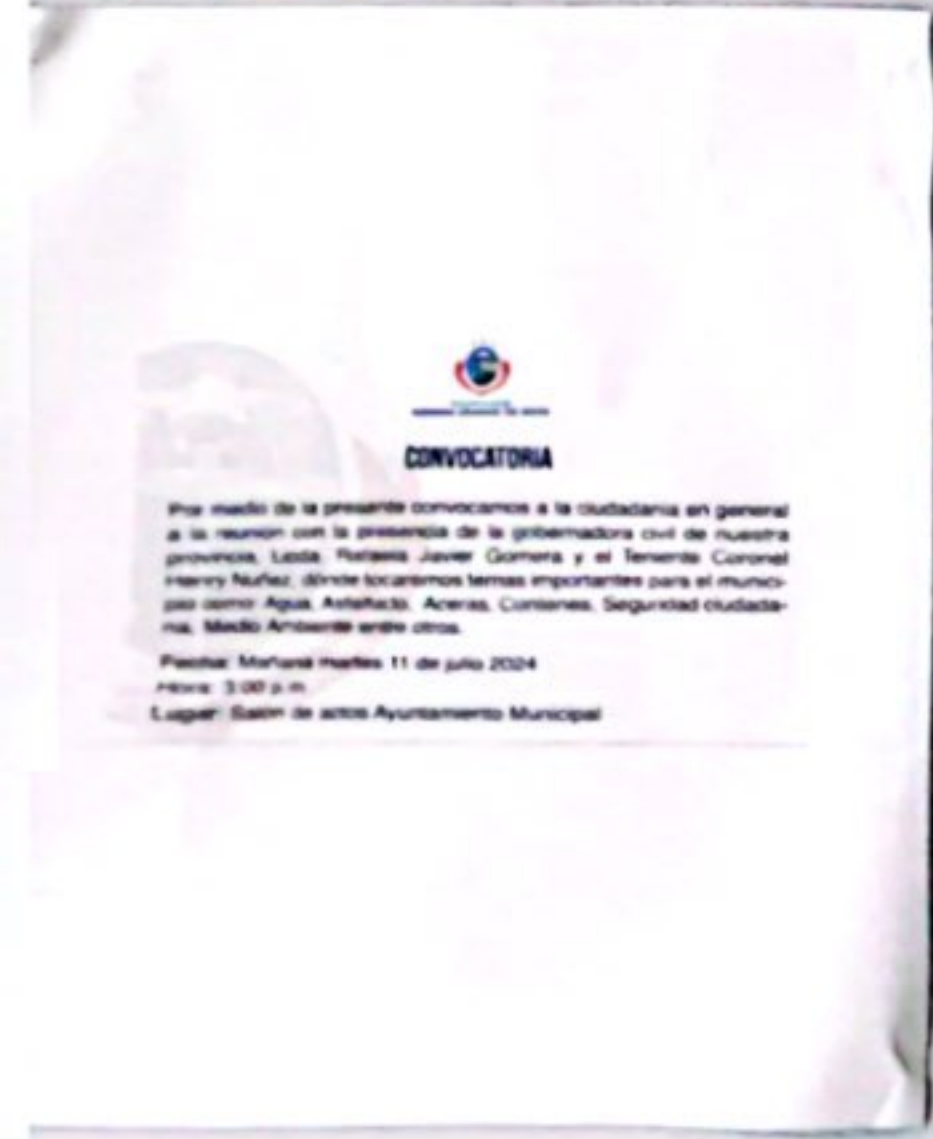 CONVOCATORIA
Por medio de la presente convocamos a la ciudadanía en general
a la reunión con la presencia de la gobernadora civil de nuestra
provincia, Licda. Javier Gomera y el Teniente Coronel
Henry Nuñez, dónde tocaremos temas importantes para el munici-
pio como: Agua, Asfaltado, Aceras, Contenes, Seguridad ciudada-
na, Medio Ambiente entre otros.
Fecha: Mañana martes 11 de julio 2024
Hora: 3:00 p.m.
Lugar: Salón de actos Ayuntamiento Municipal